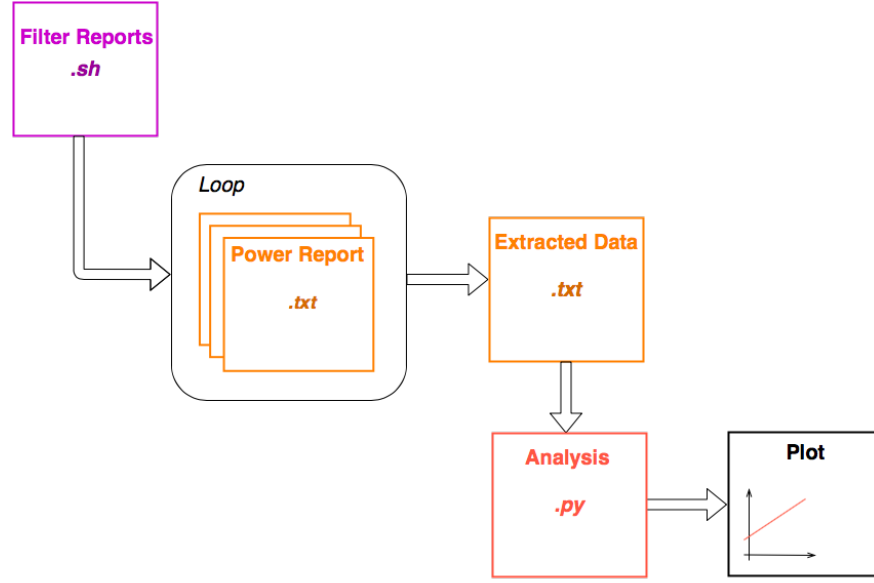 Filter Reports
.sh
Loop
Power Report
.txt
Extracted Data
.txt
Analysis
.py
Plot